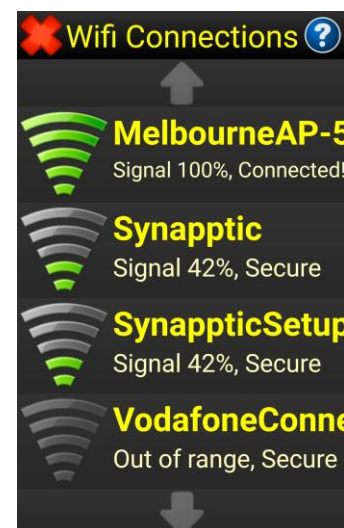 Wifi Connections ?
MelbourneAP-5
Signal 100%, Connected!
Synapptic
Signal 42%, Secure
SynappticSetup
Signal 42%, Secure
VodafoneConne
Out of range, Secure